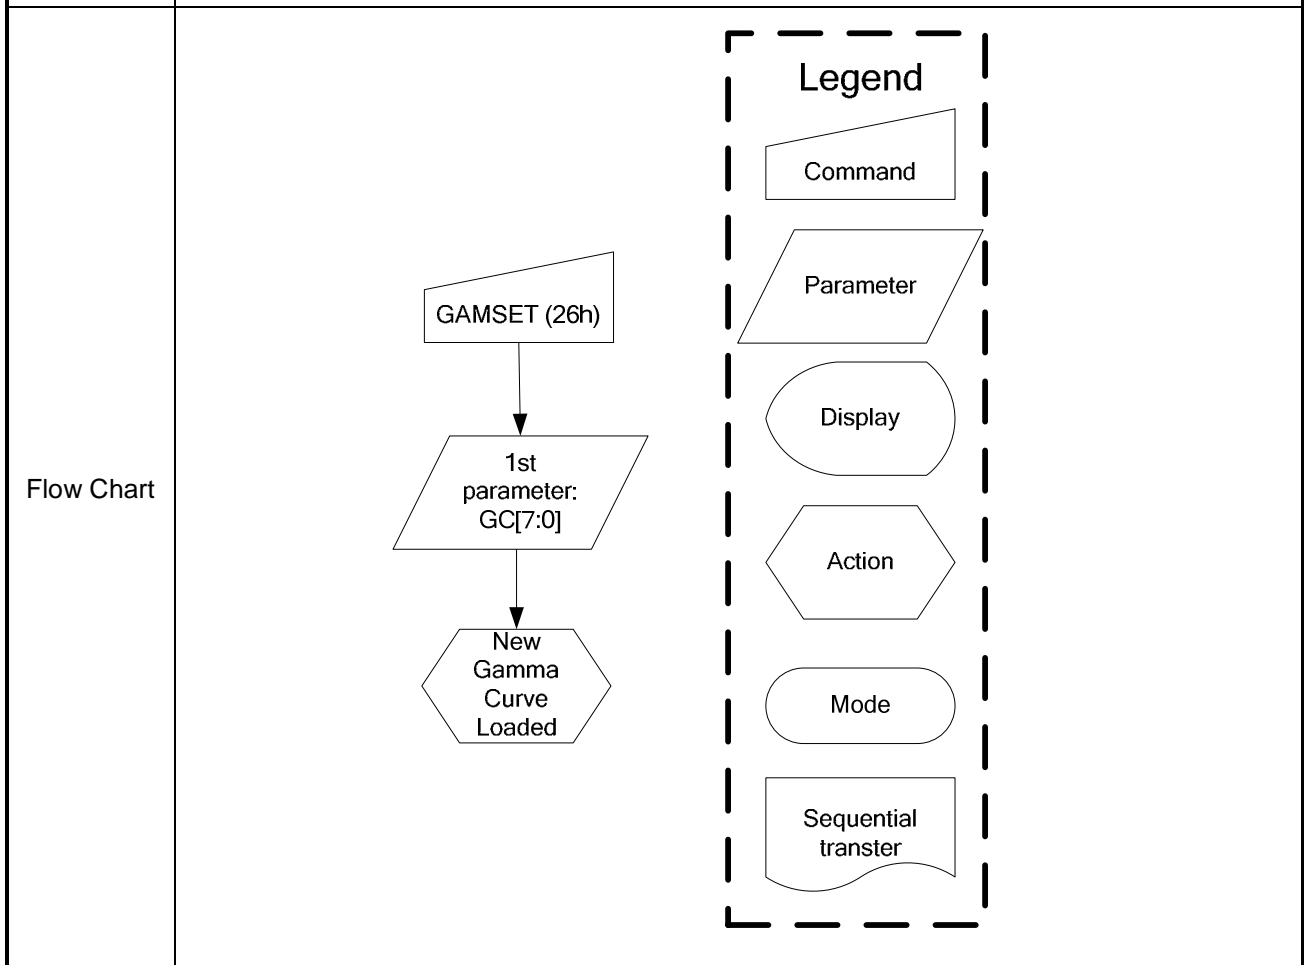 Flow Chart
GAMSET (26h)
1st
parameter:
GC[7:0]
New
Gamma
Curve
Loaded
Legend
Command
Parameter
Display
Action
Mode
Sequential
transter